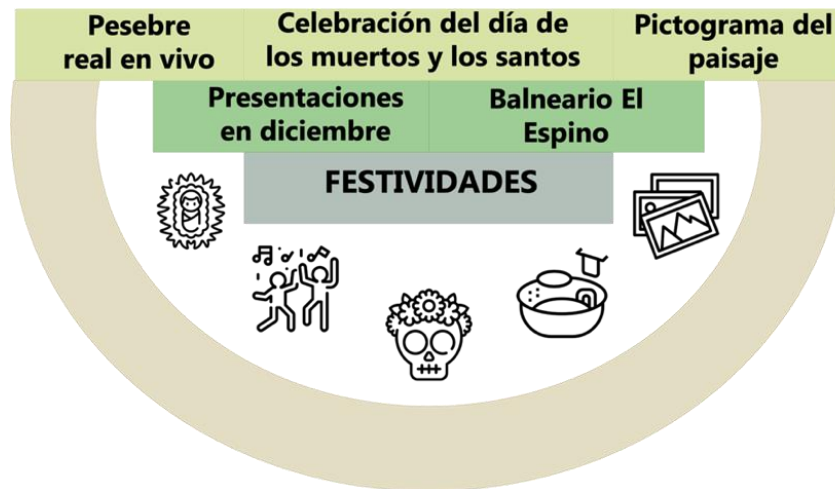 Pesebre
real en vivo
Celebración del día de
los muertos y los santos
Pictograma del
paisaje
Presentaciones
en diciembre
Balneario El
Espino
FESTIVIDADES